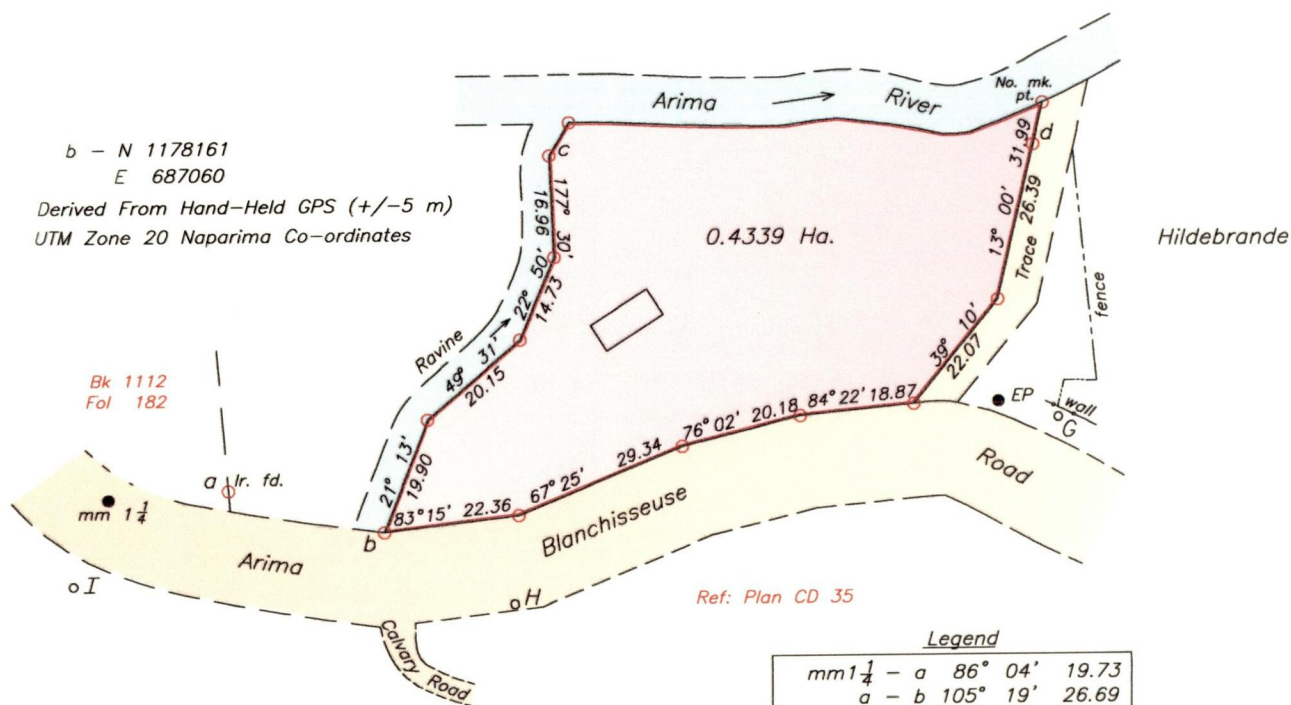 Arima River
No. mk.
pt.
b - N 1178161
E 687060
Derived From Hand-Held GPS (+/-5 m)
UTM Zone 20 Naparima Co-ordinates
c
d
31.99
13° 00'
Trace 26.39
177° 30'
16.96
0.4339 Ha.
Hildebrande
fence
22° 50'
14.73
Ravine
49° 31'
20.15
39° 10'
22.07
Bk 1112
Fol 182
EP
wall
G
84° 22' 18.87
76° 02' 20.18
67° 25' 29.34
21° 13'
19.90
83° 15' 22.36
a Ir. fd.
mm 1 1/4
b
Arima Blanchisseuse Road
I
H
Calvary Road
Ref: Plan CD 35
Legend
mm1 1/4 - a 86° 04' 19.73
a - b 105° 19' 26.69